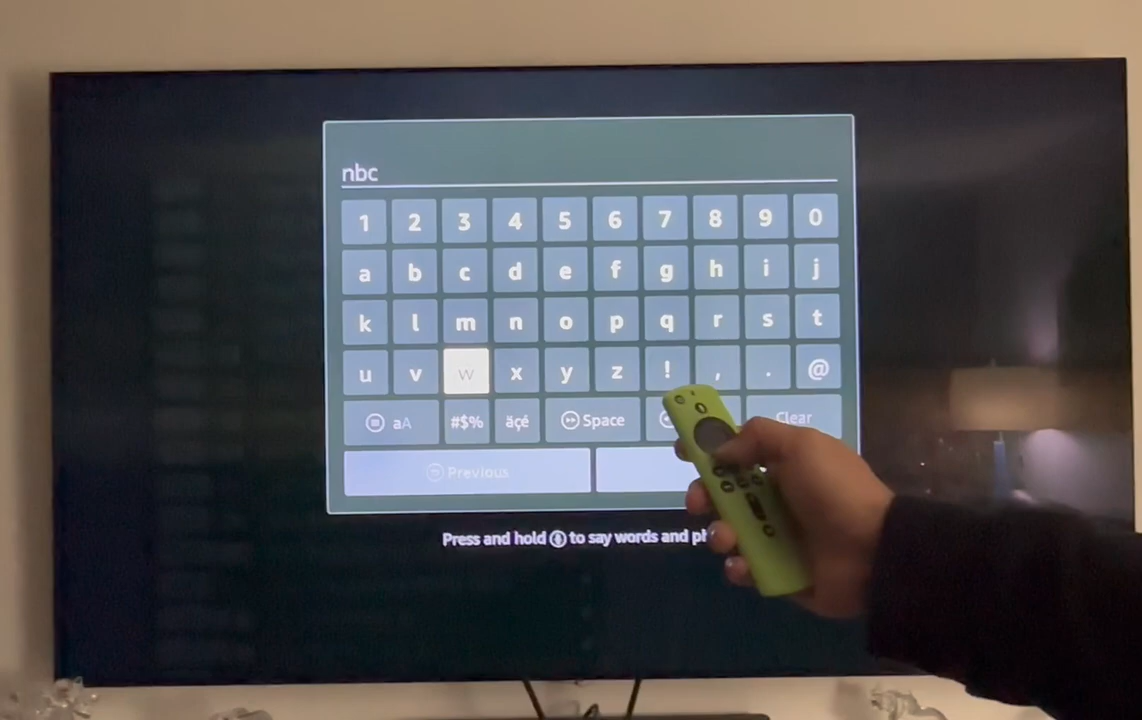 nbc
1 2 3 4 5 6 7 8 9 0
a b c d e f g h i j
k l m n o p q r s t
u v w x y z ! , . @
aA #$% äçé Space Clear
Previous
Press and hold to say words and